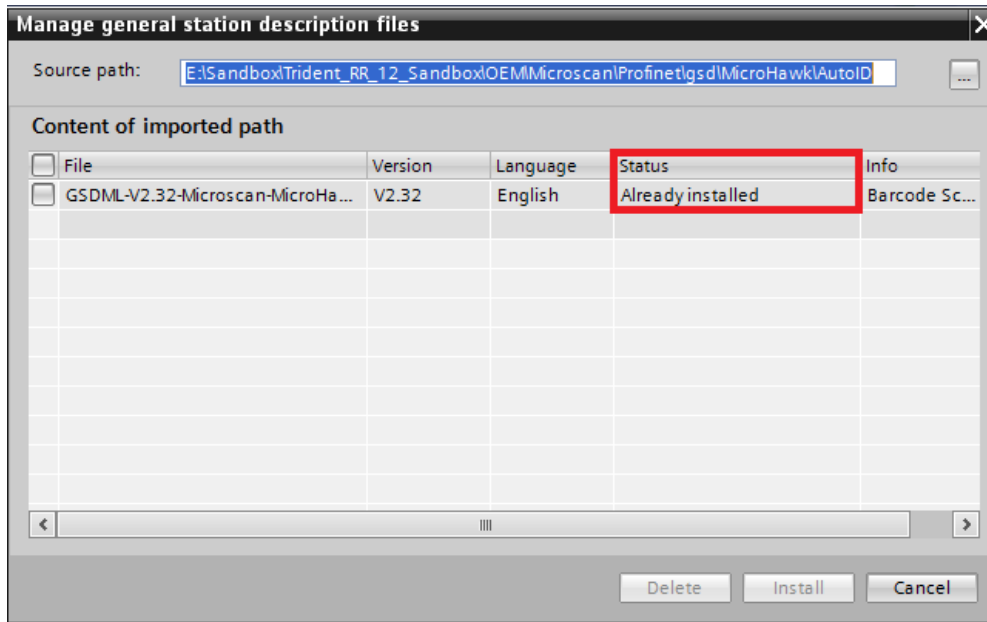 Manage general station description files
Source path: E:\Sandbox\Trident_RR_12_Sandbox\OEM\Microscan\Profinet\gsd\MicroHawk\AutoID ...
Content of imported path
File Version Language Status Info
GSDML-V2.32-Microscan-MicroHa... V2.32 English Already installed Barcode Sc...
Delete Install Cancel